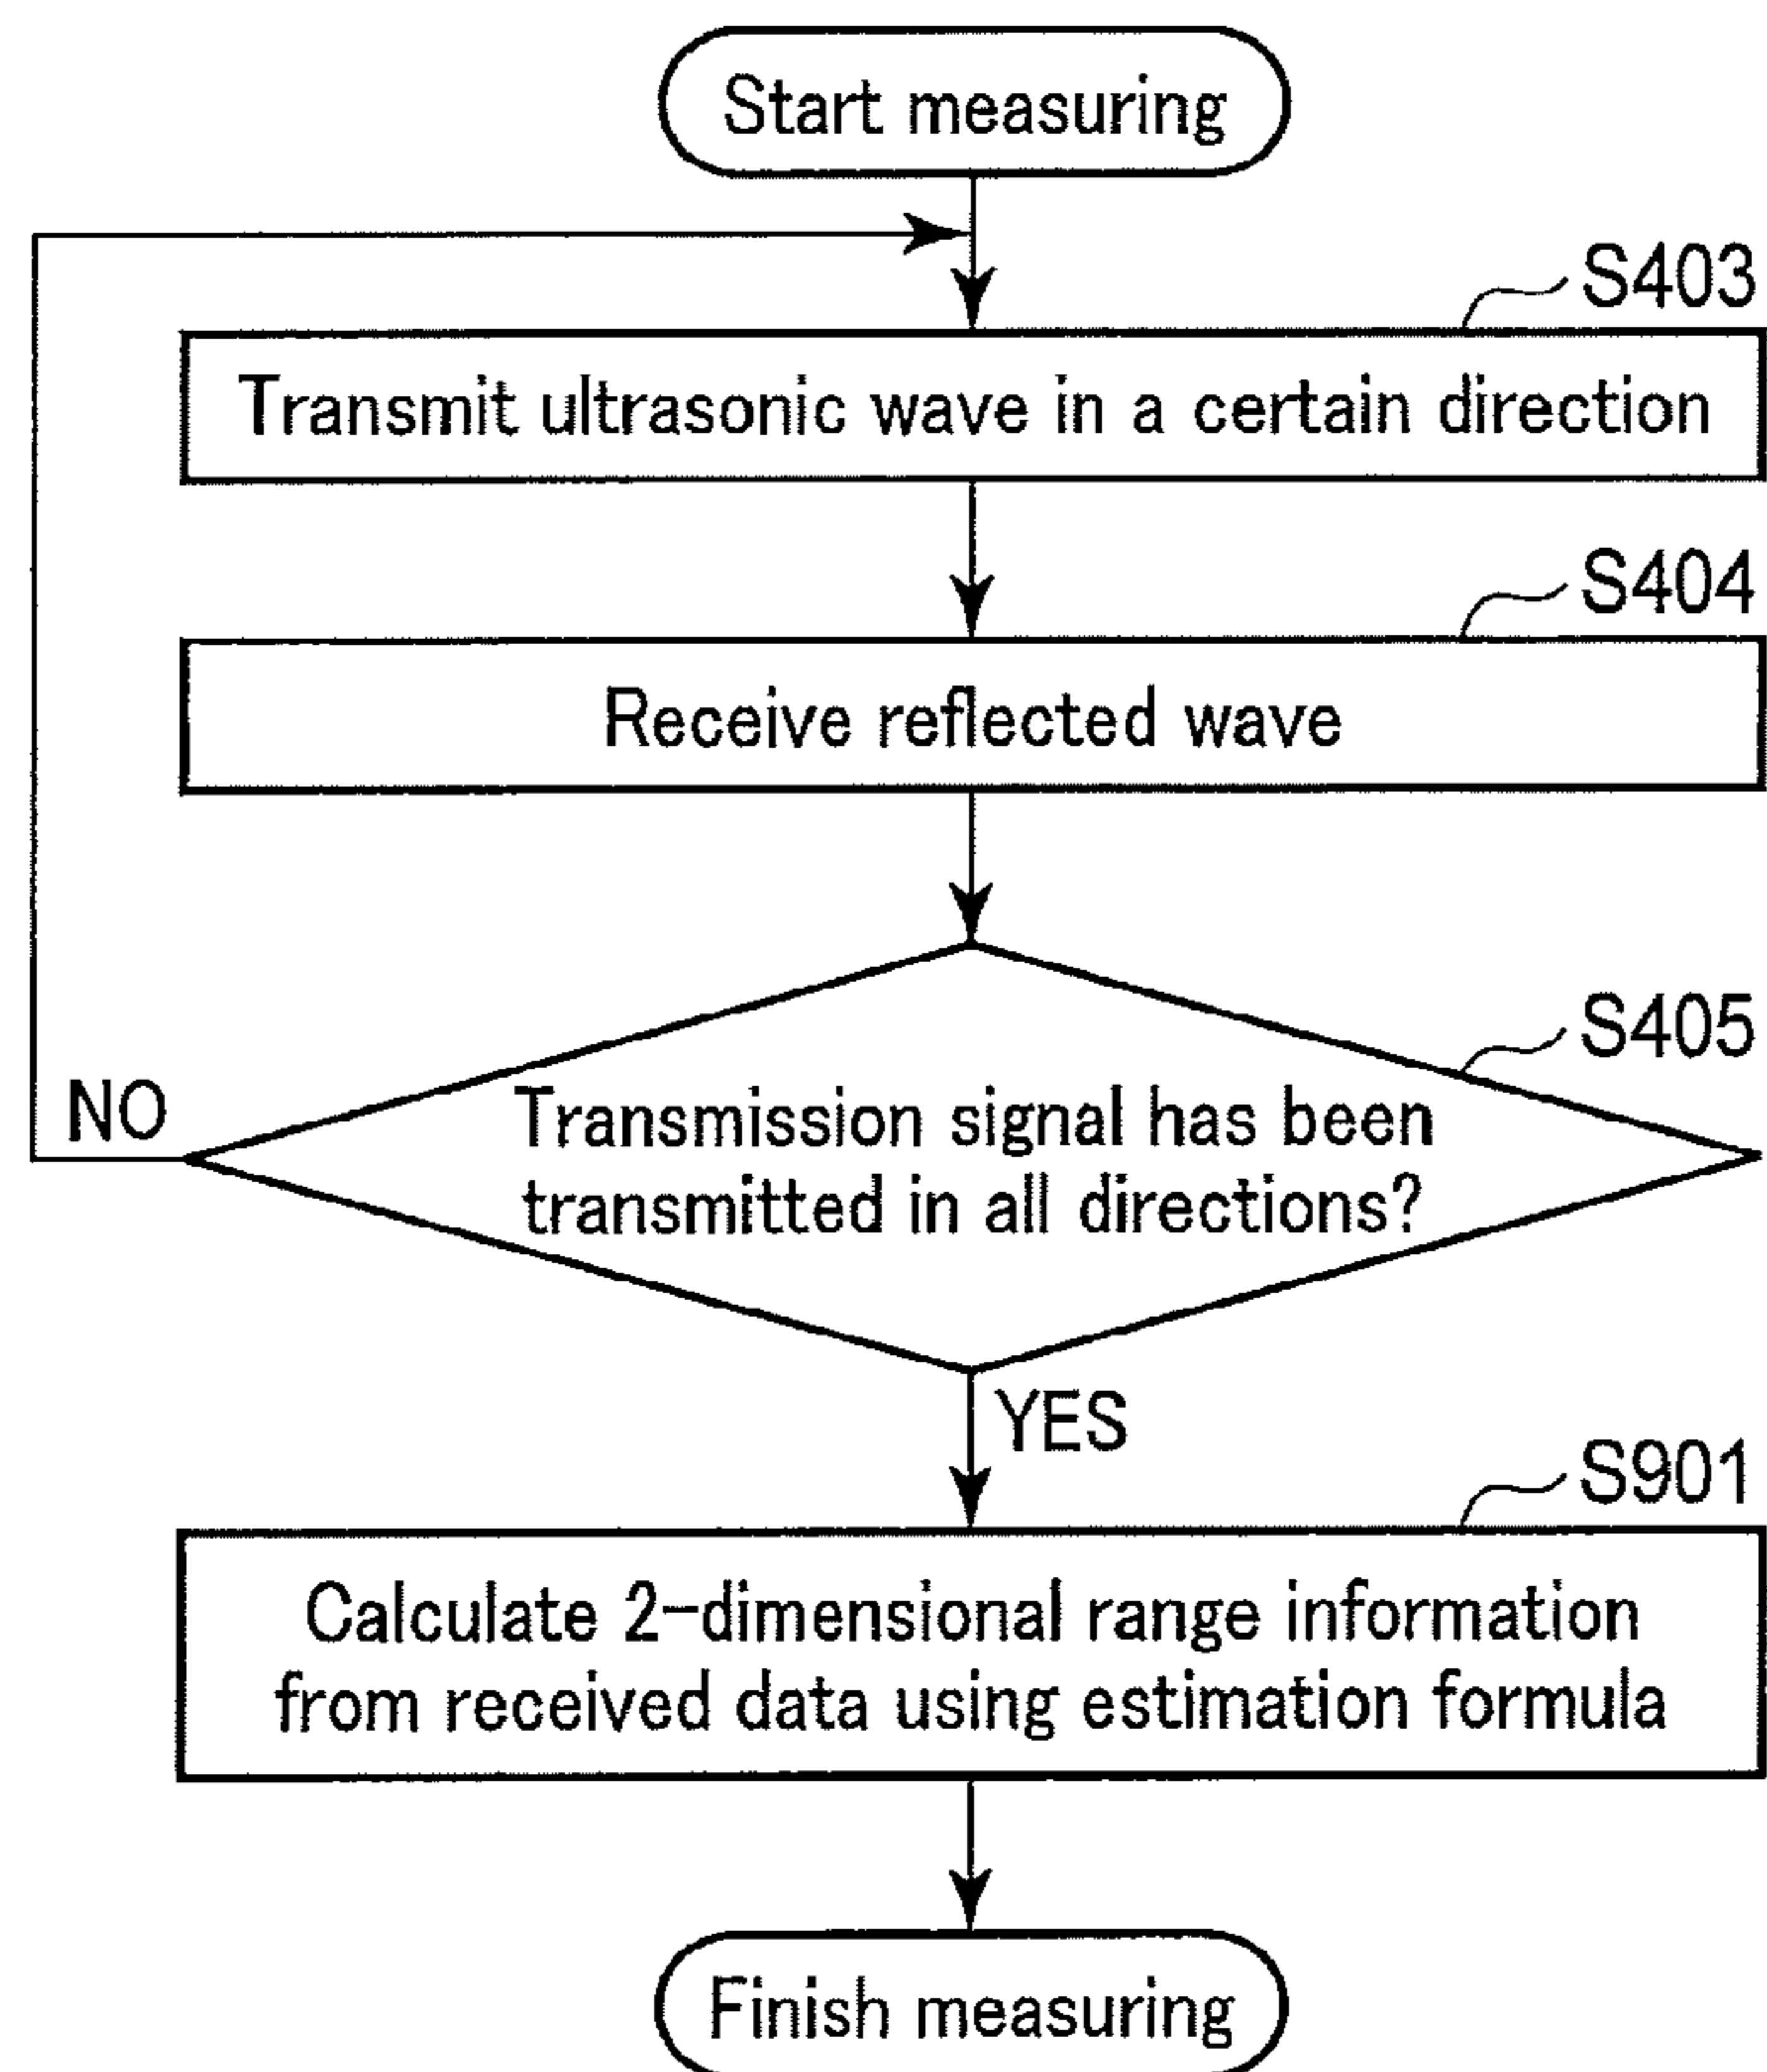 Start measuring
S403
Transmit ultrasonic wave in a certain direction
S404
Receive reflected wave
S405
NO
Transmission signal has been
transmitted in all directions?
YES
S901
Calculate 2-dimensional range information
from received data using estimation formula
Finish measuring